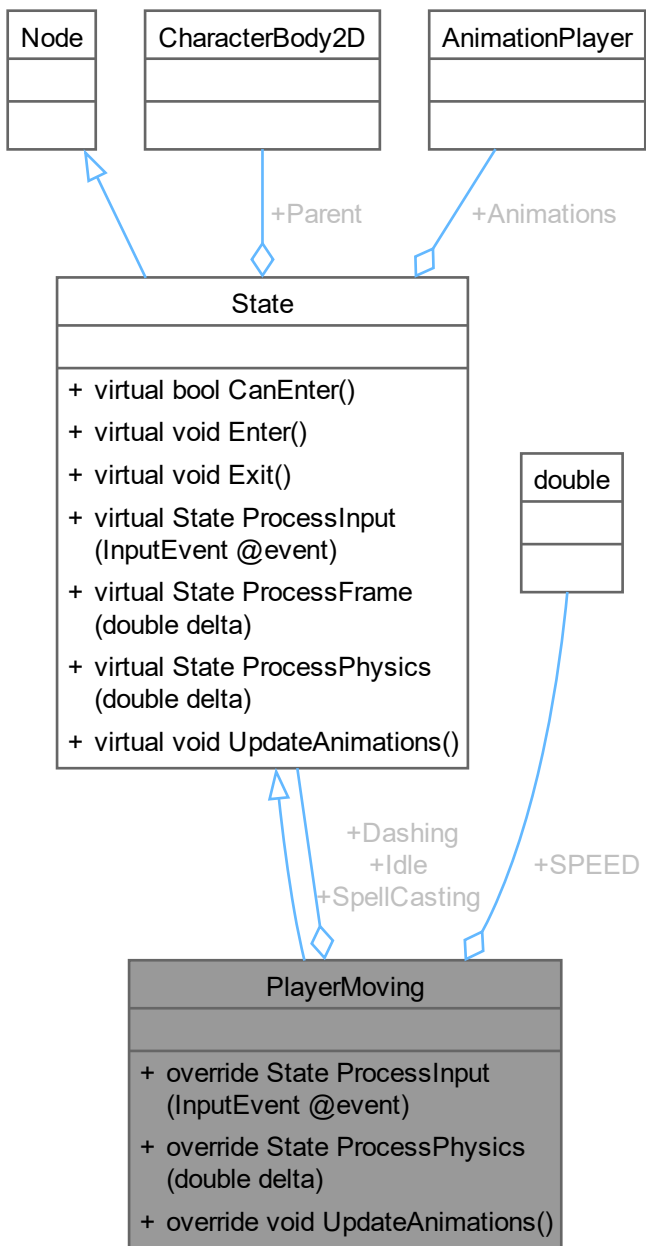 Node
CharacterBody2D
AnimationPlayer
+Parent
+Animations
State
+ virtual bool CanEnter()
+ virtual void Enter()
+ virtual void Exit()
+ virtual State ProcessInput
(InputEvent @event)
+ virtual State ProcessFrame
(double delta)
+ virtual State ProcessPhysics
(double delta)
+ virtual void UpdateAnimations()
double
+Dashing
+Idle
+SpellCasting
+SPEED
PlayerMoving
+ override State ProcessInput
(InputEvent @event)
+ override State ProcessPhysics
(double delta)
+ override void UpdateAnimations()